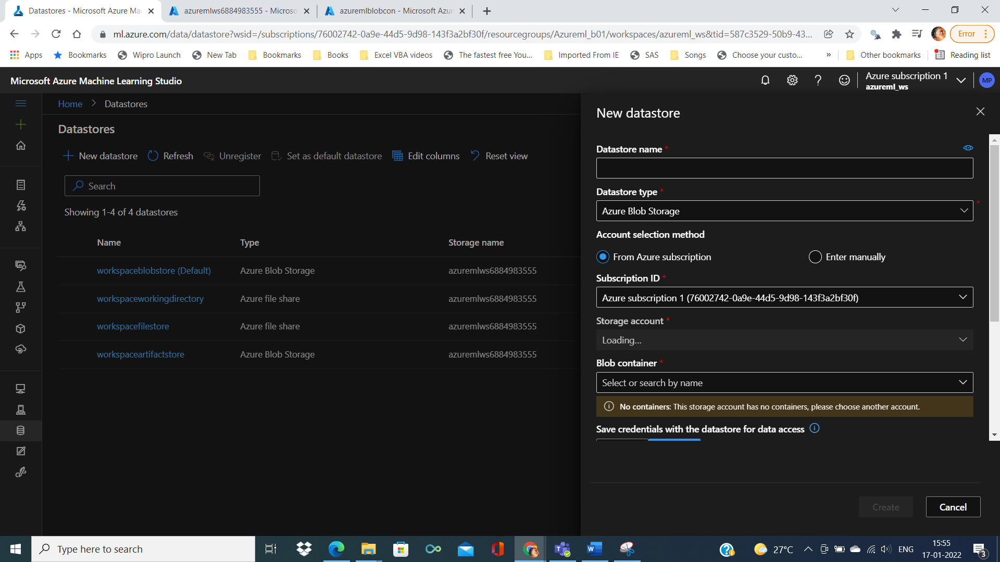 Datastores - Microsoft Azure Mac
azuremlws6884983555 - Microso
azuremlblobcon - Microsoft Azur
ml.azure.com/data/datastore?wsid=/subscriptions/76002742-0a9e-44d5-9d98-143f3a2bf30f/resourcegroups/Azureml_b01/workspaces/azureml_ws&tid=587c3529-50b9-43...
Error
Apps
Bookmarks
Wipro Launch
New Tab
Bookmarks
Books
Excel VBA videos
The fastest free You...
Imported From IE
SAS
Songs
Choose your custo...
»
Other bookmarks
Reading list
Microsoft Azure Machine Learning Studio
Azure subscription 1
azureml_ws
MP
Home > Datastores
Datastores
New datastore
Refresh
Unregister
Set as default datastore
Edit columns
Reset view
Search
Showing 1-4 of 4 datastores
Name Type Storage name
workspaceblobstore (Default) Azure Blob Storage azuremlws6884983555
workspaceworkingdirectory Azure file share azuremlws6884983555
workspacefilestore Azure file share azuremlws6884983555
workspaceartifactstore Azure Blob Storage azuremlws6884983555
New datastore
Datastore name *
Datastore type *
Azure Blob Storage
*
Account selection method
From Azure subscription
Enter manually
Subscription ID *
Azure subscription 1 (76002742-0a9e-44d5-9d98-143f3a2bf30f)
Storage account *
Loading...
Blob container *
Select or search by name
No containers: This storage account has no containers, please choose another account.
Save credentials with the datastore for data access
Create
Cancel
Type here to search
27°C
ENG
15:55
17-01-2022
3